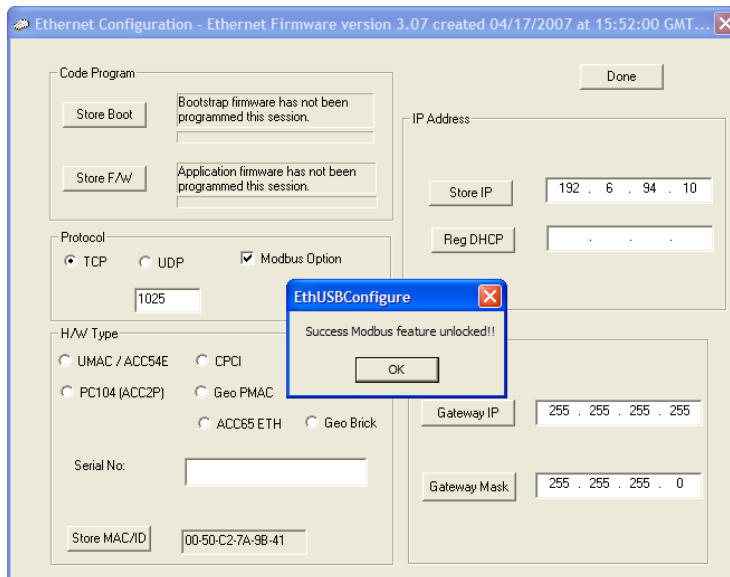 Ethernet Configuration - Ethernet Firmware version 3.07 created 04/17/2007 at 15:52:00 GMT...
Code Program
Done
Store Boot
Bootstrap firmware has not been
programmed this session.
IP Address
Store F/W
Application firmware has not been
programmed this session.
Store IP
192 . 6 . 94 . 10
Reg DHCP
. . .
Protocol
TCP
UDP
Modbus Option
1025
EthUSBConfigure
Success Modbus feature unlocked!!
OK
H/W Type
UMAC / ACC54E
CPCI
PC104 (ACC2P)
Geo PMAC
ACC65 ETH
Geo Brick
Gateway IP
255 . 255 . 255 . 255
Serial No:
Gateway Mask
255 . 255 . 255 . 0
Store MAC/ID
00-50-C2-7A-9B-41